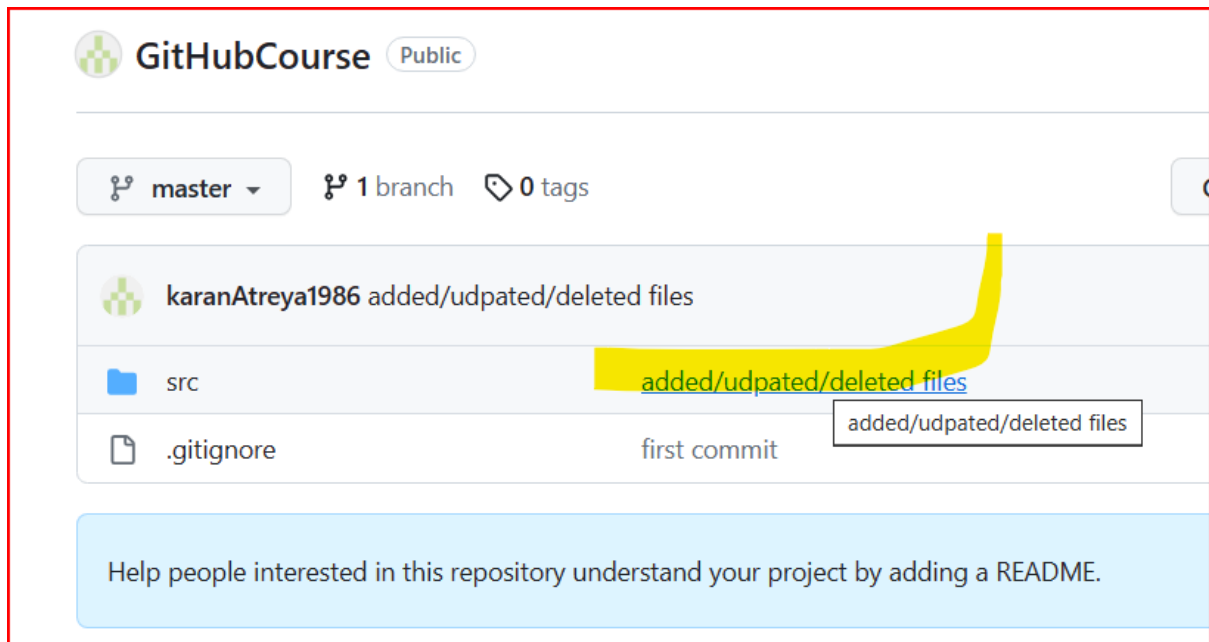 GitHubCourse Public
master 1 branch 0 tags
karanAtreya1986 added/udpated/deleted files
src added/udpated/deleted files
added/udpated/deleted files
.gitignore first commit
Help people interested in this repository understand your project by adding a README.